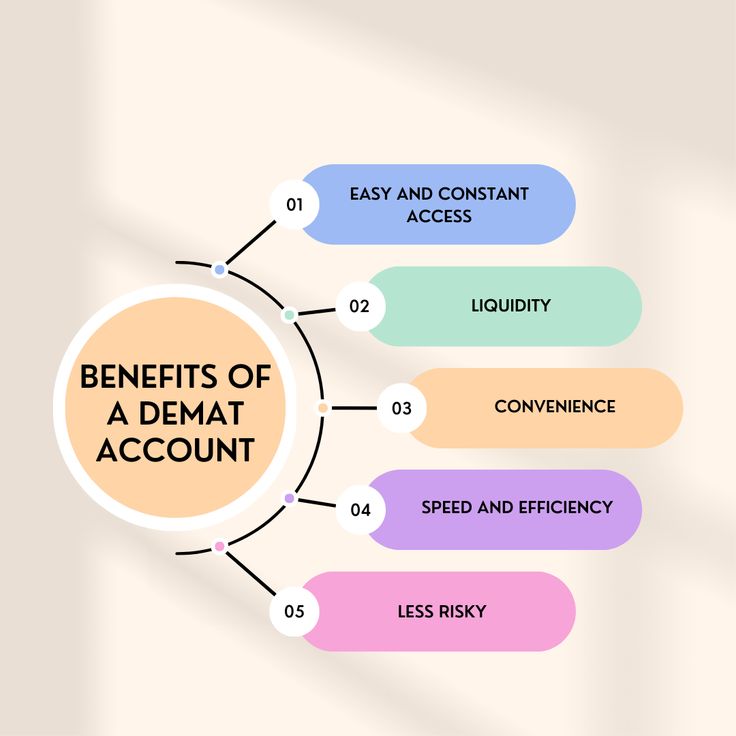 BENEFITS OF
A DEMAT
ACCOUNT
01
EASY AND CONSTANT
ACCESS
02
LIQUIDITY
03
CONVENIENCE
04
SPEED AND EFFICIENCY
05
LESS RISKY